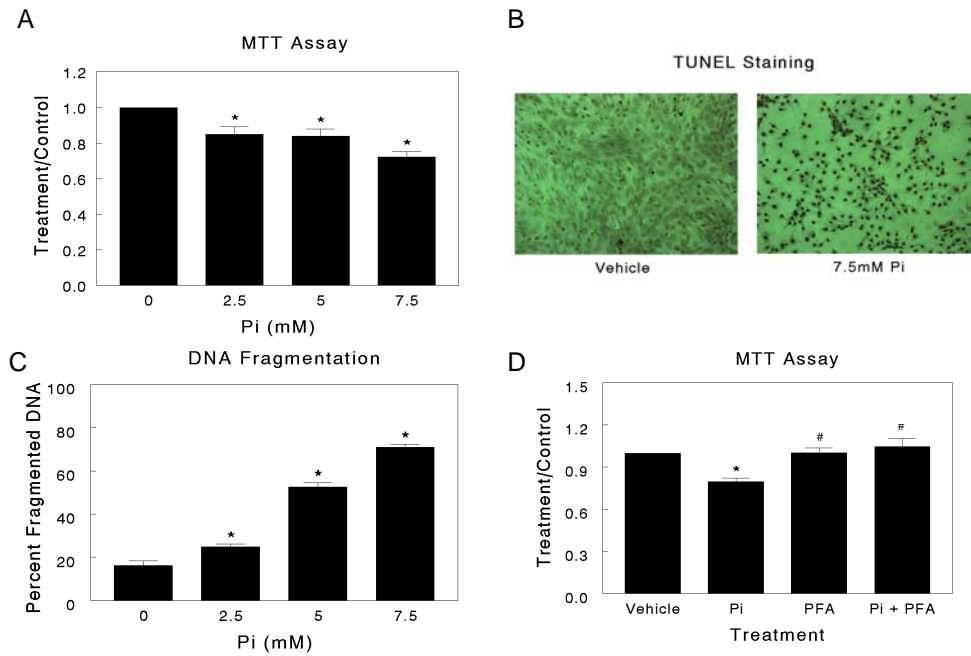 A
MTT Assay
Treatment/Control
1.2
1.0
0.8
0.6
0.4
0.2
0.0
*
*
*
0 2.5 5 7.5
Pi (mM)
B
TUNEL Staining
Vehicle
7.5mM Pi
C
DNA Fragmentation
Percent Fragmented DNA
100
80
60
40
20
0
*
*
*
0 2.5 5 7.5
Pi (mM)
D
MTT Assay
Treatment/Control
1.5
1.2
0.9
0.6
0.3
0.0
*
#
#
Vehicle Pi PFA Pi + PFA
Treatment